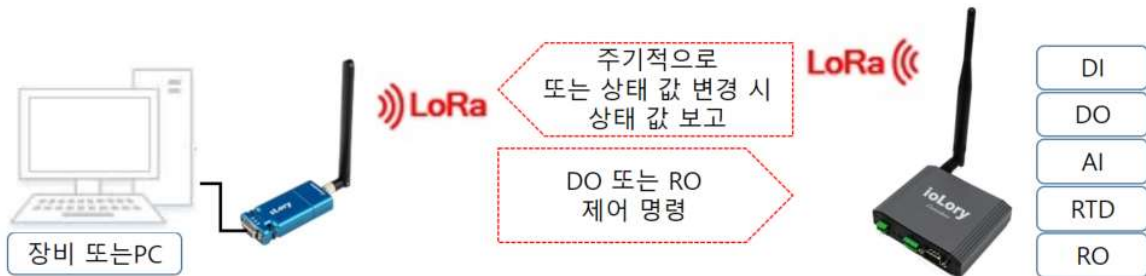 장비 또는PC
iLory
LoRa
주기적으로
또는 상태 값 변경 시
상태 값 보고
DO 또는 RO
제어 명령
LoRa
ioLory
DI
DO
AI
RTD
RO